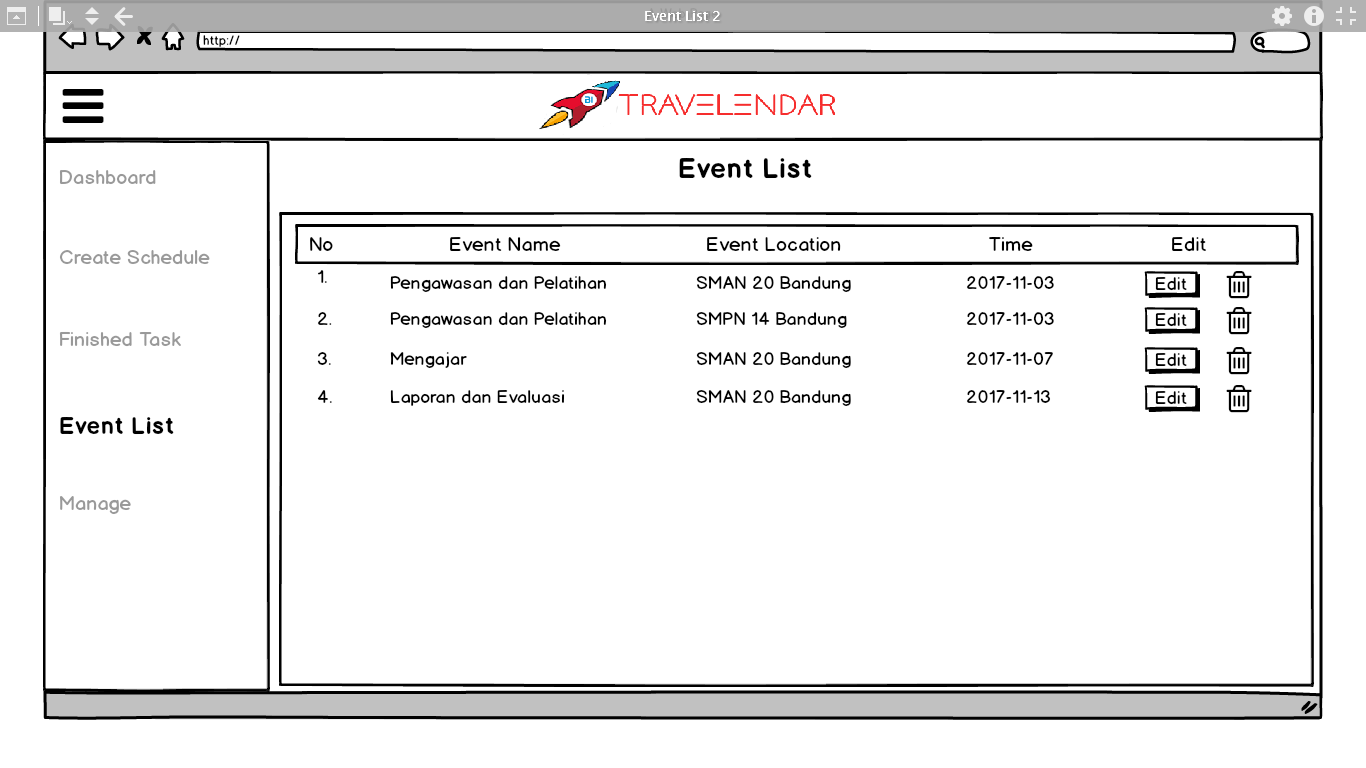 Event List 2
http://
ai TRAVELENDAR
Dashboard
Create Schedule
Finished Task
Event List
Manage
Event List
No Event Name Event Location Time Edit
1. Pengawasan dan Pelatihan SMAN 20 Bandung 2017-11-03 Edit
2. Pengawasan dan Pelatihan SMPN 14 Bandung 2017-11-03 Edit
3. Mengajar SMAN 20 Bandung 2017-11-07 Edit
4. Laporan dan Evaluasi SMAN 20 Bandung 2017-11-13 Edit